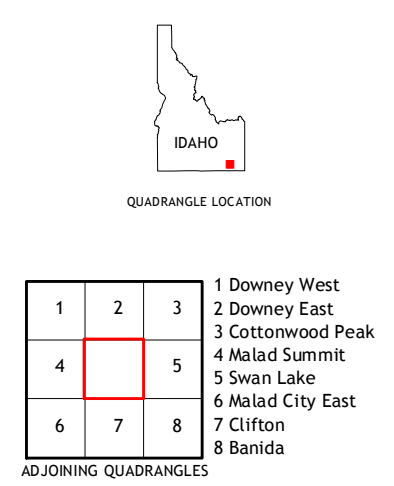 IDAHO
QUADRANGLE LOCATION
1 2 3
4 5
6 7 8
ADJOINING QUADRANGLES
1 Downey West
2 Downey East
3 Cottonwood Peak
4 Malad Summit
5 Swan Lake
6 Malad City East
7 Clifton
8 Banida